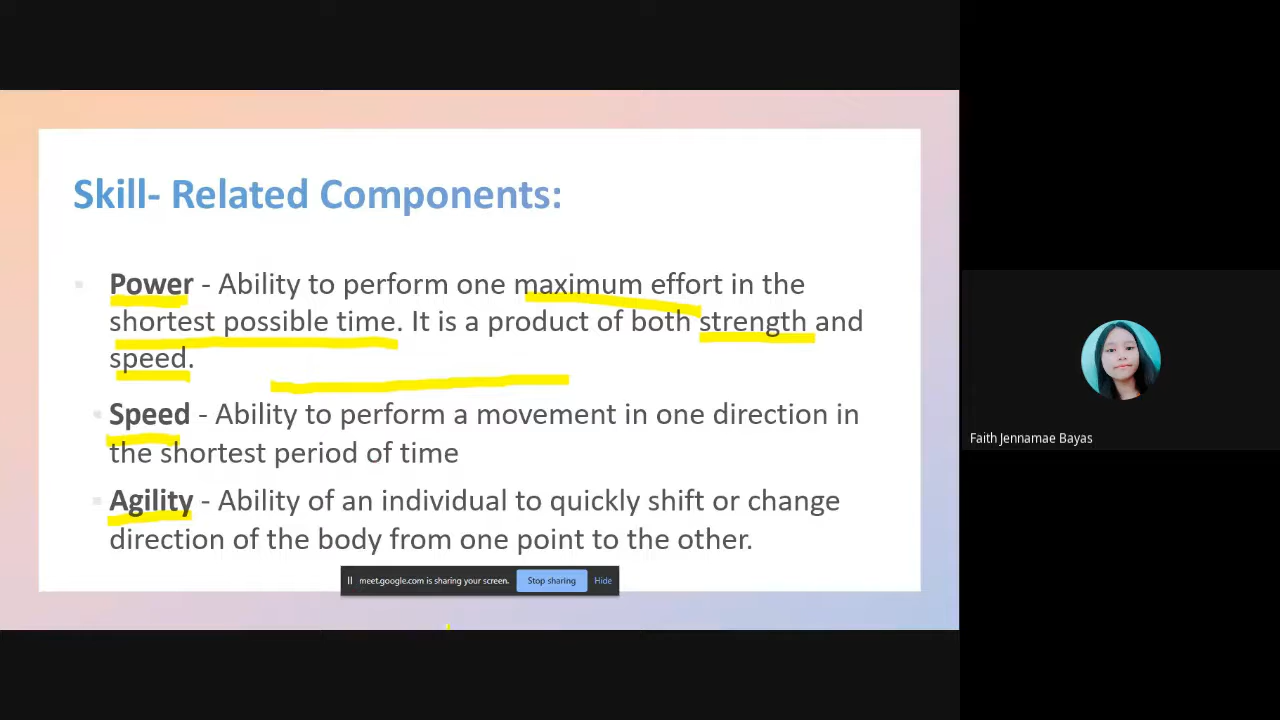 Skill- Related Components:
Power - Ability to perform one maximum effort in the
shortest possible time. It is a product of both strength and
speed.
Speed - Ability to perform a movement in one direction in
the shortest period of time
Agility - Ability of an individual to quickly shift or change
direction of the body from one point to the other.
meet.google.com is sharing your screen. Stop sharing Hide
Faith Jennamae Bayas